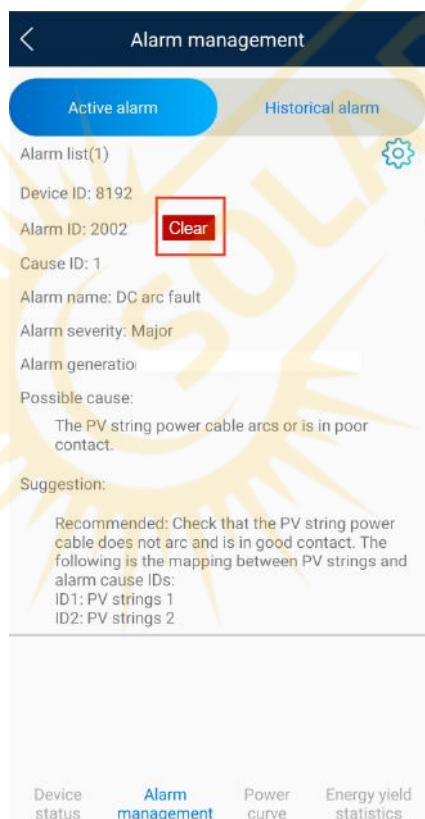 Alarm management
Active alarm
Historical alarm
Alarm list(1)
Device ID: 8192
Alarm ID: 2002
Clear
Cause ID: 1
Alarm name: DC arc fault
Alarm severity: Major
Alarm generatio
Possible cause:
The PV string power cable arcs or is in poor
contact.
Suggestion:
Recommended: Check that the PV string power
cable does not arc and is in good contact. The
following is the mapping between PV strings and
alarm cause IDs:
ID1: PV strings 1
ID2: PV strings 2
Device
status
Alarm
management
Power
curve
Energy yield
statistics